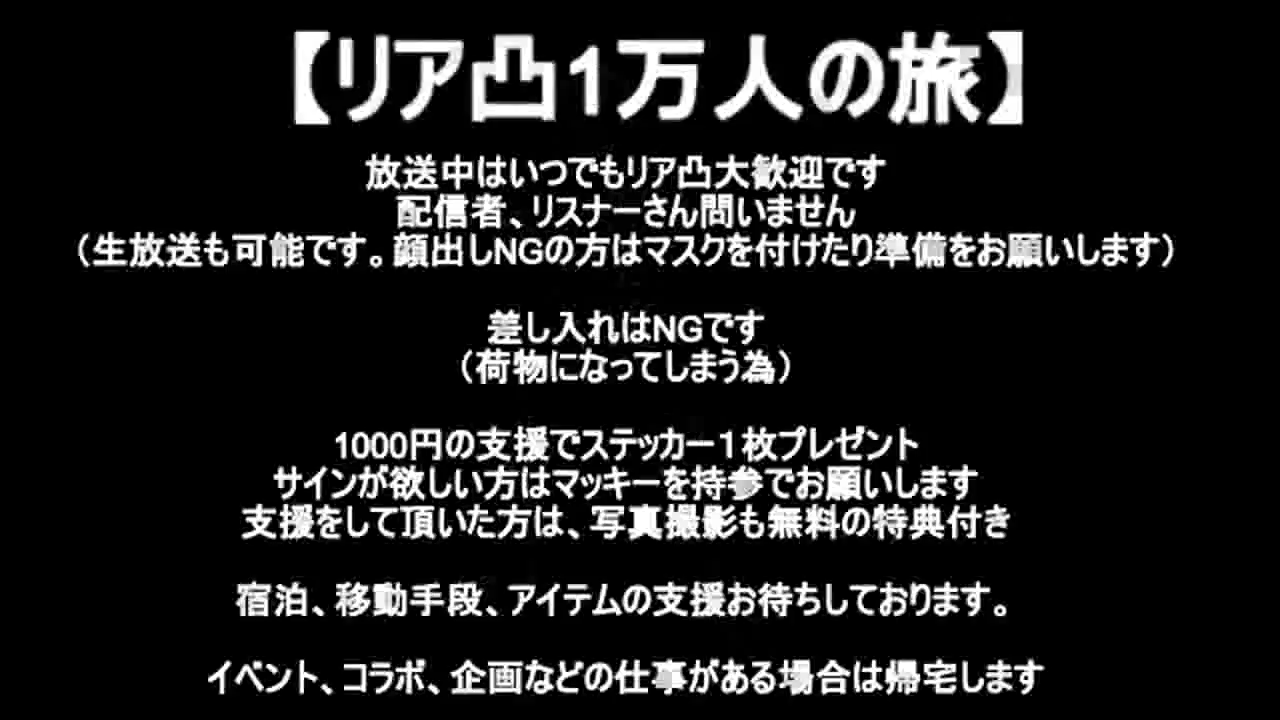 【リア凸1万人の旅】
放送中はいつでもリア凸大歓迎です
配信者、リスナーさん問いません
（生放送も可能です。顔出しNGの方はマスクを付けたり準備をお願いします）
差し入れはNGです
（荷物になってしまう為）
1000円の支援でステッカー１枚プレゼント
サインが欲しい方はマッキーを持参でお願いします
支援をして頂いた方は、写真撮影も無料の特典付き
宿泊、移動手段、アイテムの支援お待ちしております。
イベント、コラボ、企画などの仕事がある場合は帰宅します